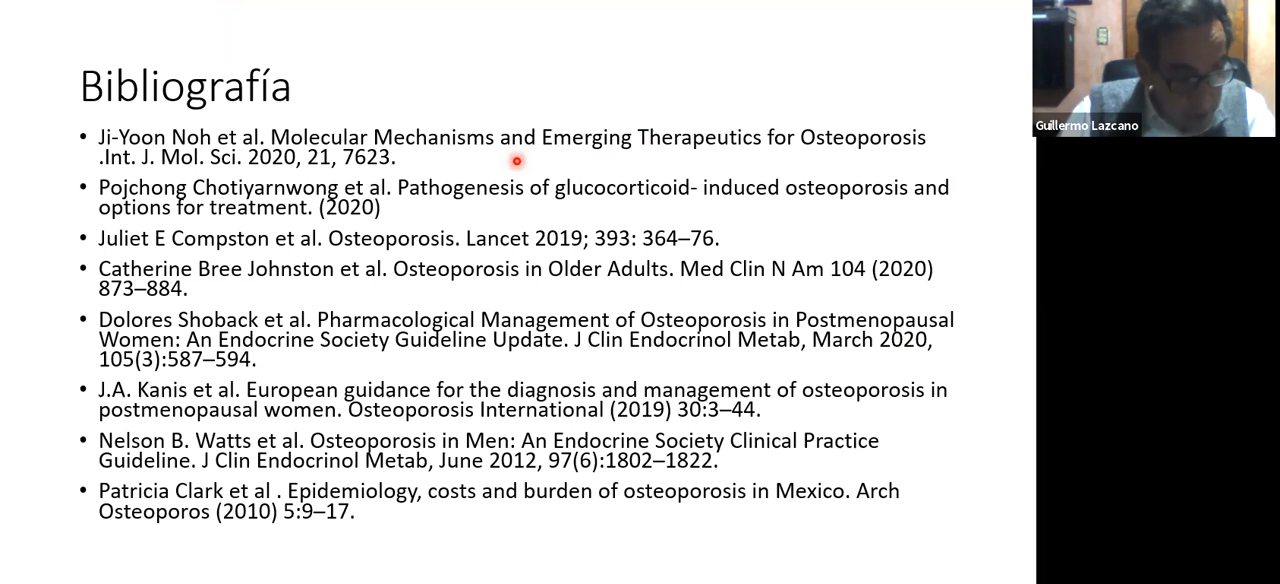 Bibliografía
• Ji-Yoon Noh et al. Molecular Mechanisms and Emerging Therapeutics for Osteoporosis
.Int. J. Mol. Sci. 2020, 21, 7623.
• Pojchong Chotiyarnwong et al. Pathogenesis of glucocorticoid- induced osteoporosis and
options for treatment. (2020)
• Juliet E Compston et al. Osteoporosis. Lancet 2019; 393: 364–76.
• Catherine Bree Johnston et al. Osteoporosis in Older Adults. Med Clin N Am 104 (2020)
873–884.
• Dolores Shoback et al. Pharmacological Management of Osteoporosis in Postmenopausal
Women: An Endocrine Society Guideline Update. J Clin Endocrinol Metab, March 2020,
105(3):587–594.
• J.A. Kanis et al. European guidance for the diagnosis and management of osteoporosis in
postmenopausal women. Osteoporosis International (2019) 30:3–44.
• Nelson B. Watts et al. Osteoporosis in Men: An Endocrine Society Clinical Practice
Guideline. J Clin Endocrinol Metab, June 2012, 97(6):1802–1822.
• Patricia Clark et al . Epidemiology, costs and burden of osteoporosis in Mexico. Arch
Osteoporos (2010) 5:9–17.
Guillermo Lazcano